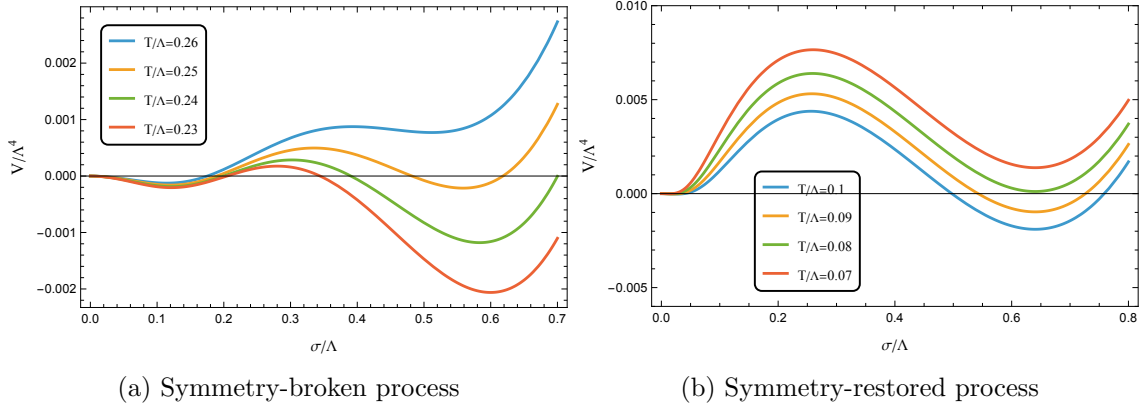 T/Λ=0.26
T/Λ=0.25
T/Λ=0.24
T/Λ=0.23
0.002
0.001
0.000
-0.001
-0.002
V/Λ⁴
0.0 0.1 0.2 0.3 0.4 0.5 0.6 0.7
σ/Λ
(a) Symmetry-broken process
0.010
0.005
0.000
-0.005
V/Λ⁴
T/Λ=0.1
T/Λ=0.09
T/Λ=0.08
T/Λ=0.07
0.0 0.2 0.4 0.6 0.8
σ/Λ
(b) Symmetry-restored process